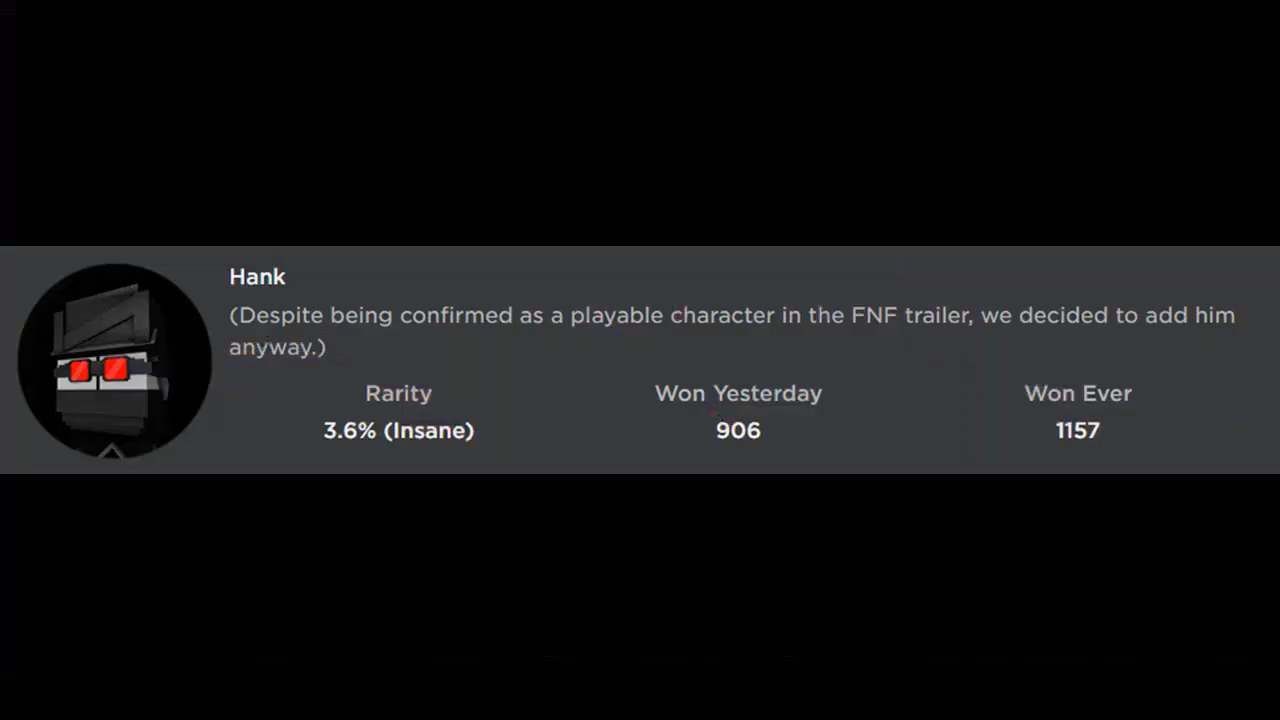 Hank
(Despite being confirmed as a playable character in the FNF trailer, we decided to add him
anyway.)
Rarity Won Yesterday Won Ever
3.6% (Insane) 906 1157